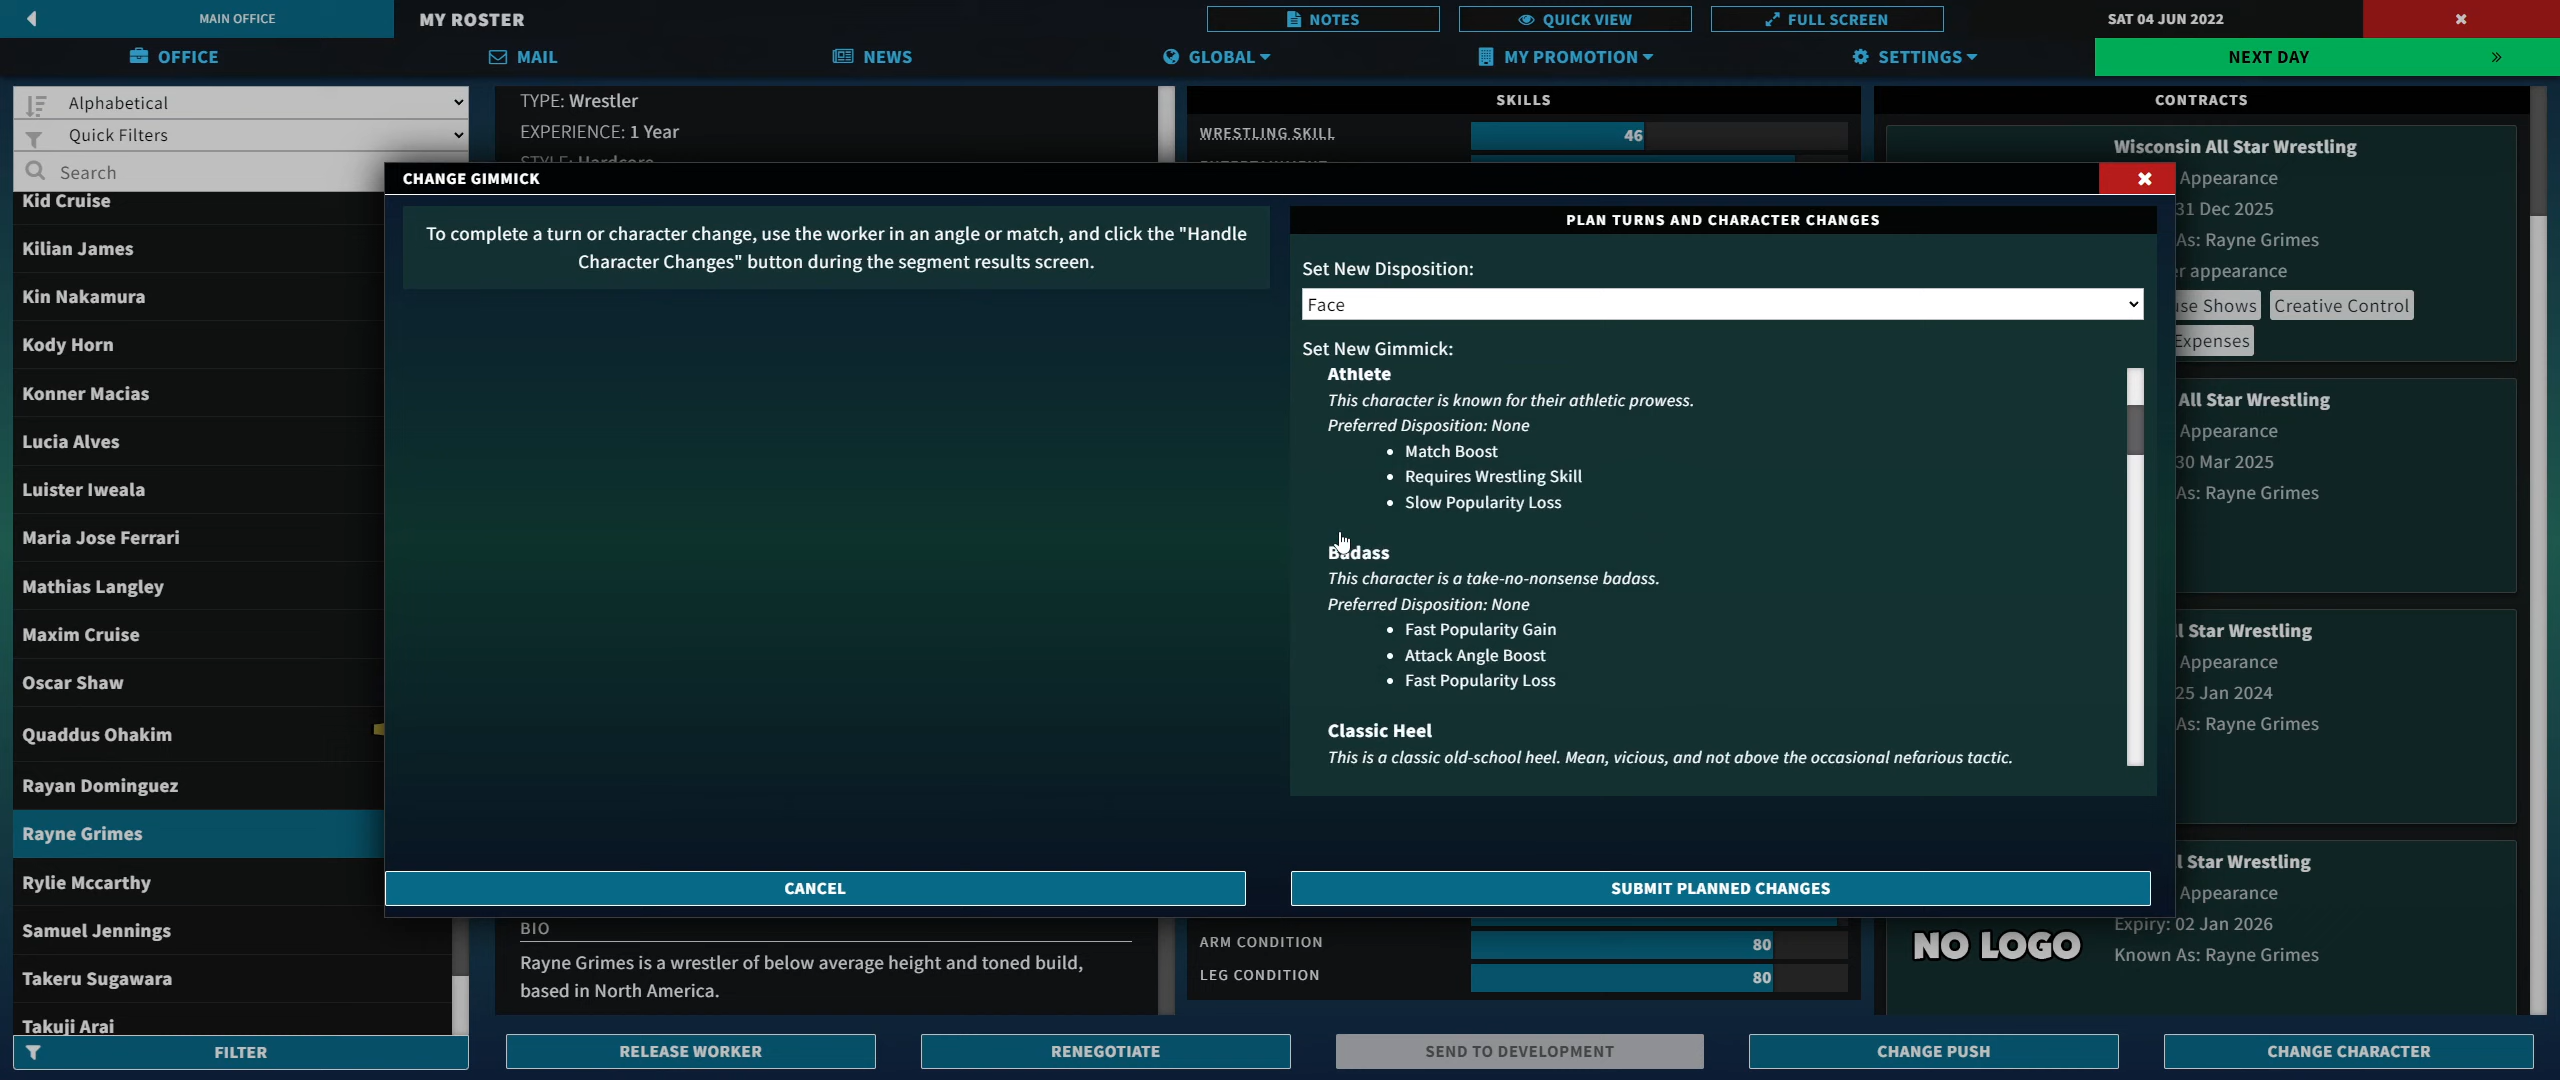 MAIN OFFICE
MY ROSTER
NOTES
QUICK VIEW
FULL SCREEN
SAT 04 JUN 2022
OFFICE
MAIL
NEWS
GLOBAL
MY PROMOTION
SETTINGS
NEXT DAY
Alphabetical
Quick Filters
Search
Kid Cruise
Kilian James
Kin Nakamura
Kody Horn
Konner Macias
Lucia Alves
Luister Iweala
Maria Jose Ferrari
Mathias Langley
Maxim Cruise
Oscar Shaw
Quaddus Ohakim
Rayan Dominguez
Rayne Grimes
Rylie Mccarthy
Samuel Jennings
Takeru Sugawara
Takuji Arai
FILTER
TYPE: Wrestler
EXPERIENCE: 1 Year
STYLE: Hardcore
SKILLS
WRESTLING SKILL
46
CONTRACTS
Wisconsin All Star Wrestling
Appearance
31 Dec 2025
As: Rayne Grimes
r appearance
use Shows
Creative Control
Expenses
All Star Wrestling
Appearance
30 Mar 2025
As: Rayne Grimes
l Star Wrestling
Appearance
25 Jan 2024
As: Rayne Grimes
l Star Wrestling
Appearance
Expiry: 02 Jan 2026
Known As: Rayne Grimes
NO LOGO
CHANGE GIMMICK
To complete a turn or character change, use the worker in an angle or match, and click the "Handle
Character Changes" button during the segment results screen.
PLAN TURNS AND CHARACTER CHANGES
Set New Disposition:
Face
Set New Gimmick:
Athlete
This character is known for their athletic prowess.
Preferred Disposition: None
• Match Boost
• Requires Wrestling Skill
• Slow Popularity Loss
Badass
This character is a take-no-nonsense badass.
Preferred Disposition: None
• Fast Popularity Gain
• Attack Angle Boost
• Fast Popularity Loss
Classic Heel
This is a classic old-school heel. Mean, vicious, and not above the occasional nefarious tactic.
CANCEL
SUBMIT PLANNED CHANGES
BIO
Rayne Grimes is a wrestler of below average height and toned build,
based in North America.
ARM CONDITION
80
LEG CONDITION
80
RELEASE WORKER
RENEGOTIATE
SEND TO DEVELOPMENT
CHANGE PUSH
CHANGE CHARACTER